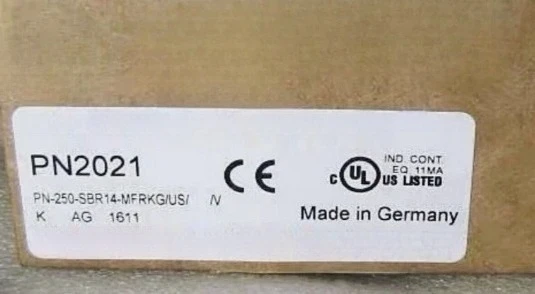 PN2021
PN-250-SBR14-MFRKG/US/ /V
K AG 1611
CE
c UL US LISTED
IND. CONT.
EQ. 11MA
Made in Germany